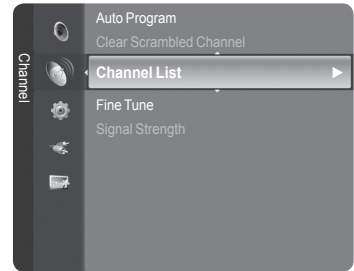 Channel
Auto Program
Clear Scrambled Channel
Channel List
Fine Tune
Signal Strength